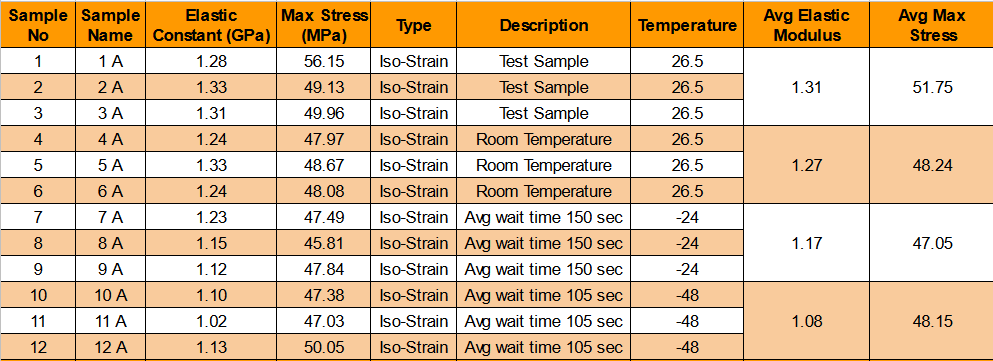 Sample No Sample Name Elastic Constant (GPa) Max Stress (MPa) Type Description Temperature Avg Elastic Modulus Avg Max Stress
1 1 A 1.28 56.15 Iso-Strain Test Sample 26.5
2 2 A 1.33 49.13 Iso-Strain Test Sample 26.5 1.31 51.75
3 3 A 1.31 49.96 Iso-Strain Test Sample 26.5
4 4 A 1.24 47.97 Iso-Strain Room Temperature 26.5
5 5 A 1.33 48.67 Iso-Strain Room Temperature 26.5 1.27 48.24
6 6 A 1.24 48.08 Iso-Strain Room Temperature 26.5
7 7 A 1.23 47.49 Iso-Strain Avg wait time 150 sec -24
8 8 A 1.15 45.81 Iso-Strain Avg wait time 150 sec -24 1.17 47.05
9 9 A 1.12 47.84 Iso-Strain Avg wait time 150 sec -24
10 10 A 1.10 47.38 Iso-Strain Avg wait time 105 sec -48
11 11 A 1.02 47.03 Iso-Strain Avg wait time 105 sec -48 1.08 48.15
12 12 A 1.13 50.05 Iso-Strain Avg wait time 105 sec -48